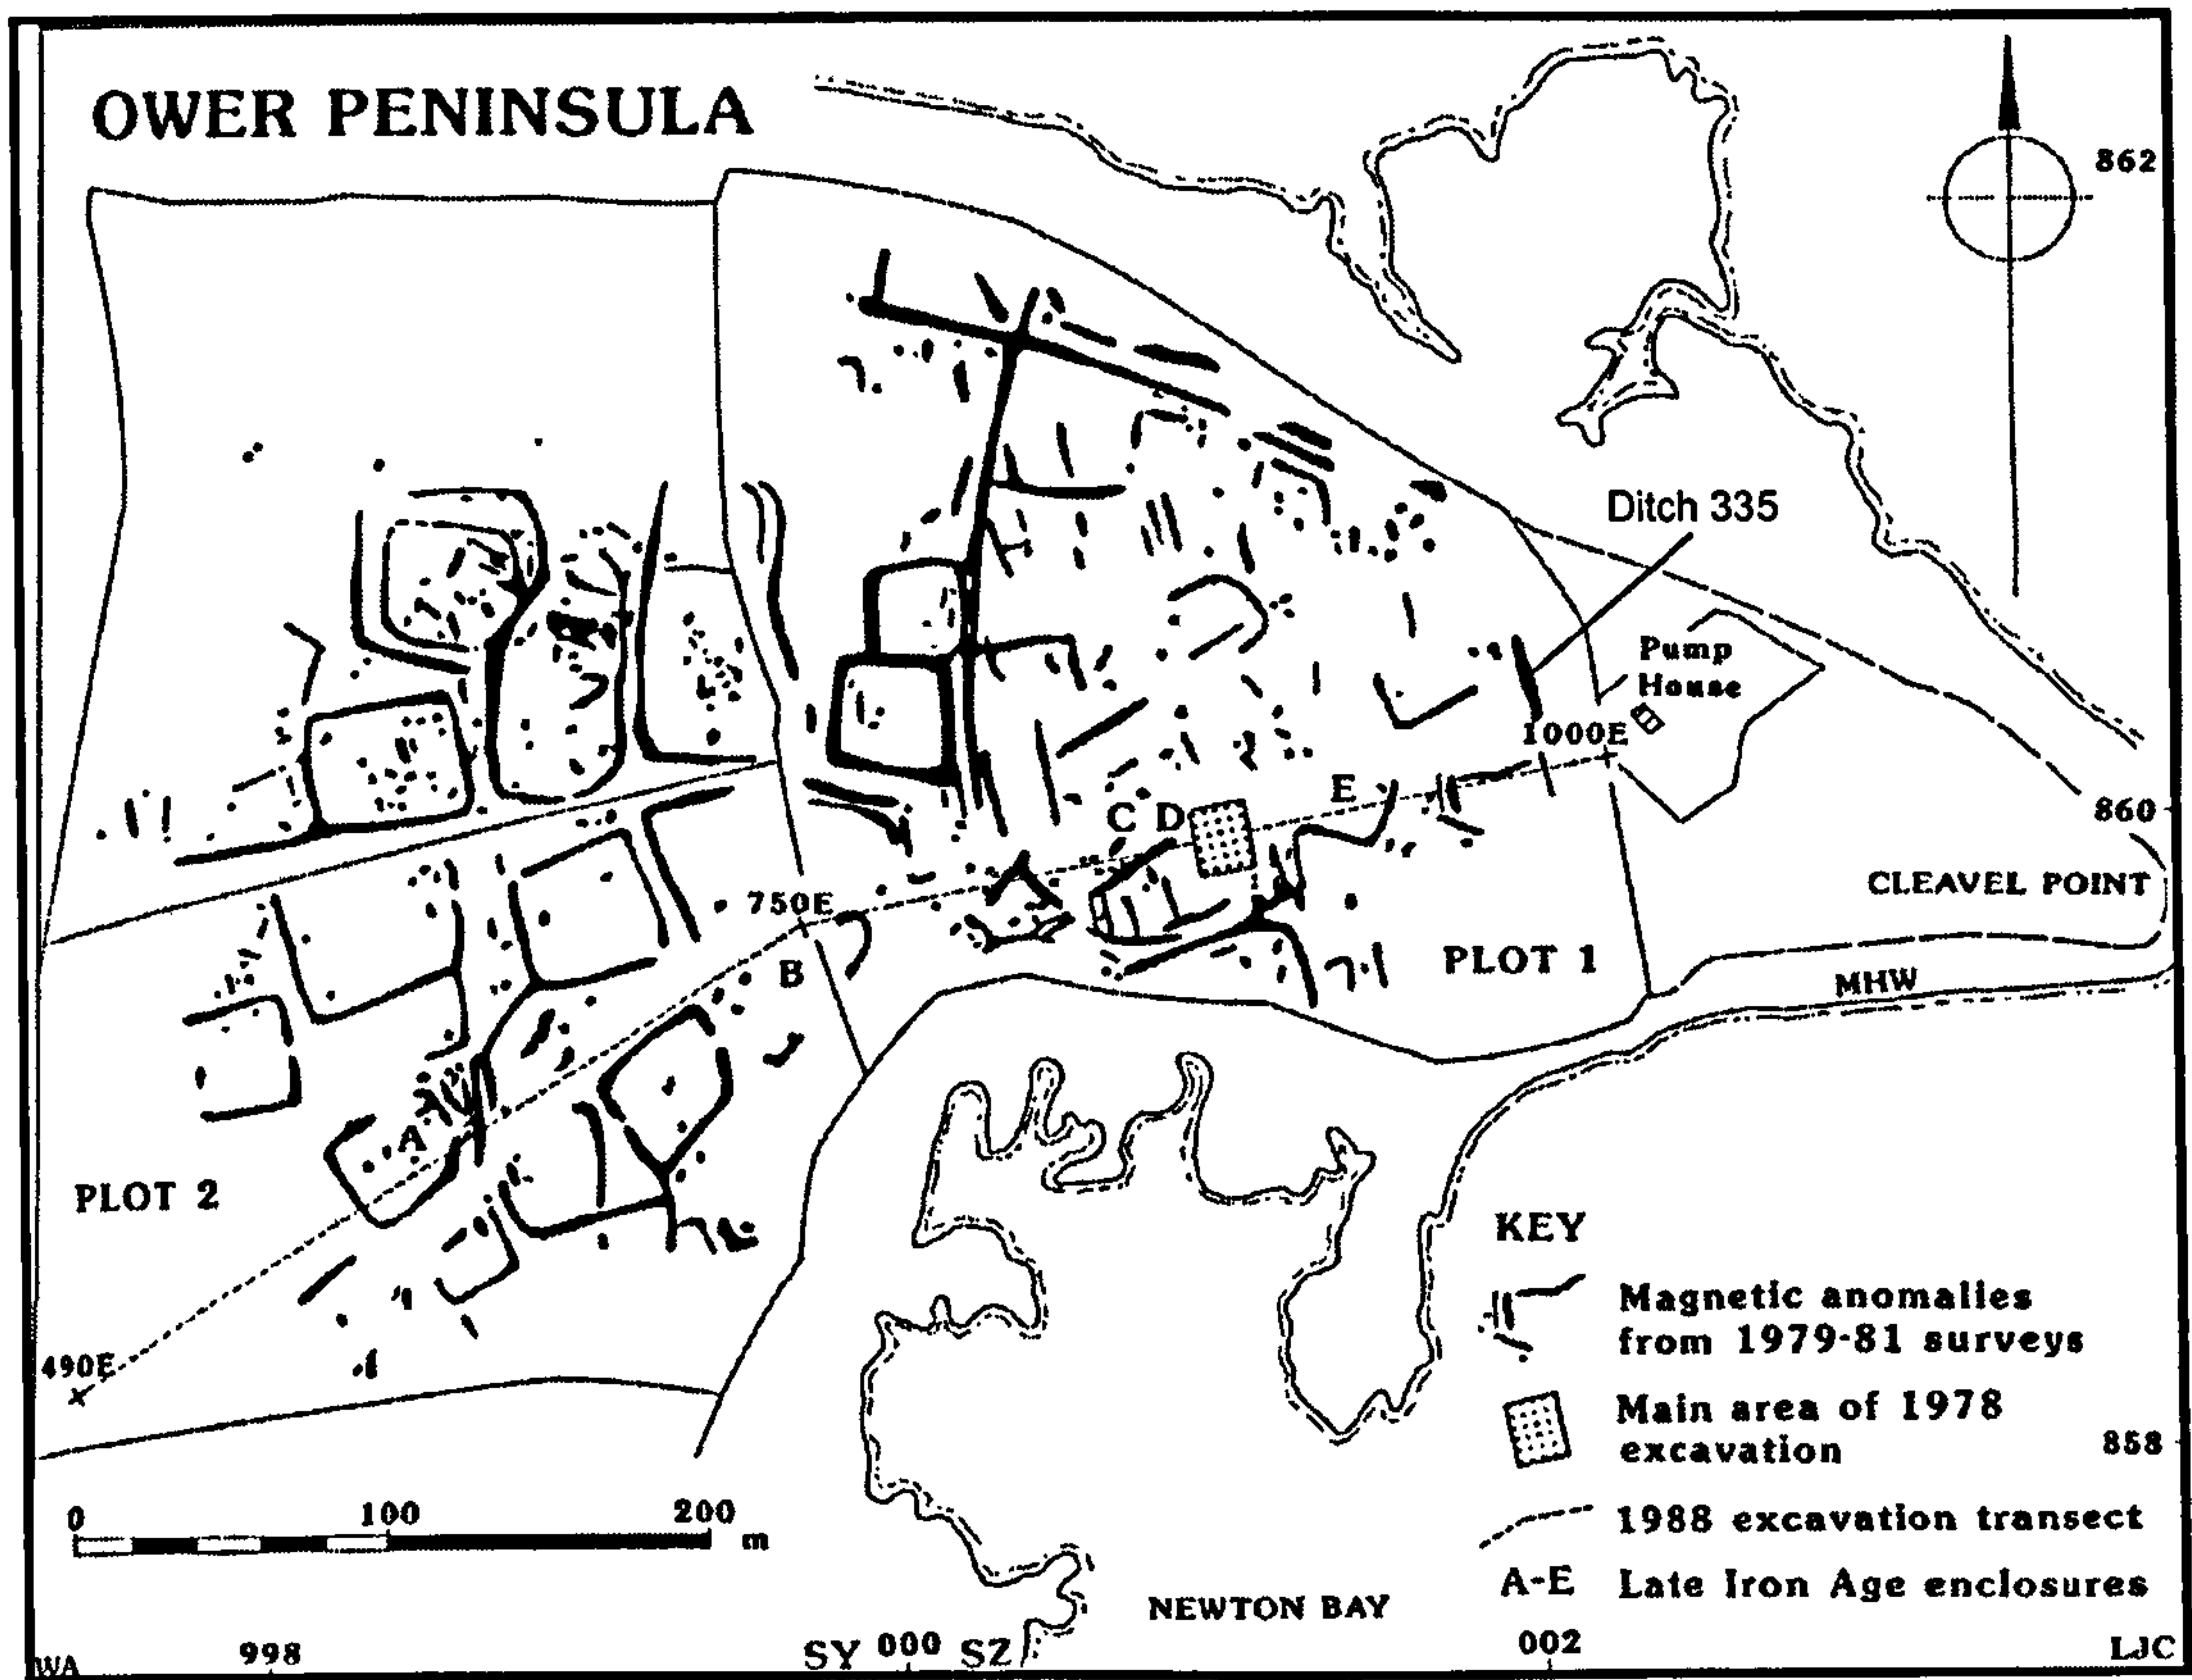 OWER PENINSULA
862
Ditch 335
Pump
House
1000E
E
C D
860
CLEAVEL POINT
750E
B
PLOT 1
MHW
A
PLOT 2
KEY
Magnetic anomalies
from 1979-81 surveys
490E
Main area of 1978
excavation
858
0 100 200
m
1988 excavation transect
A-E Late Iron Age enclosures
NEWTON BAY
WA 998 SY 000 SZ 002 LJC